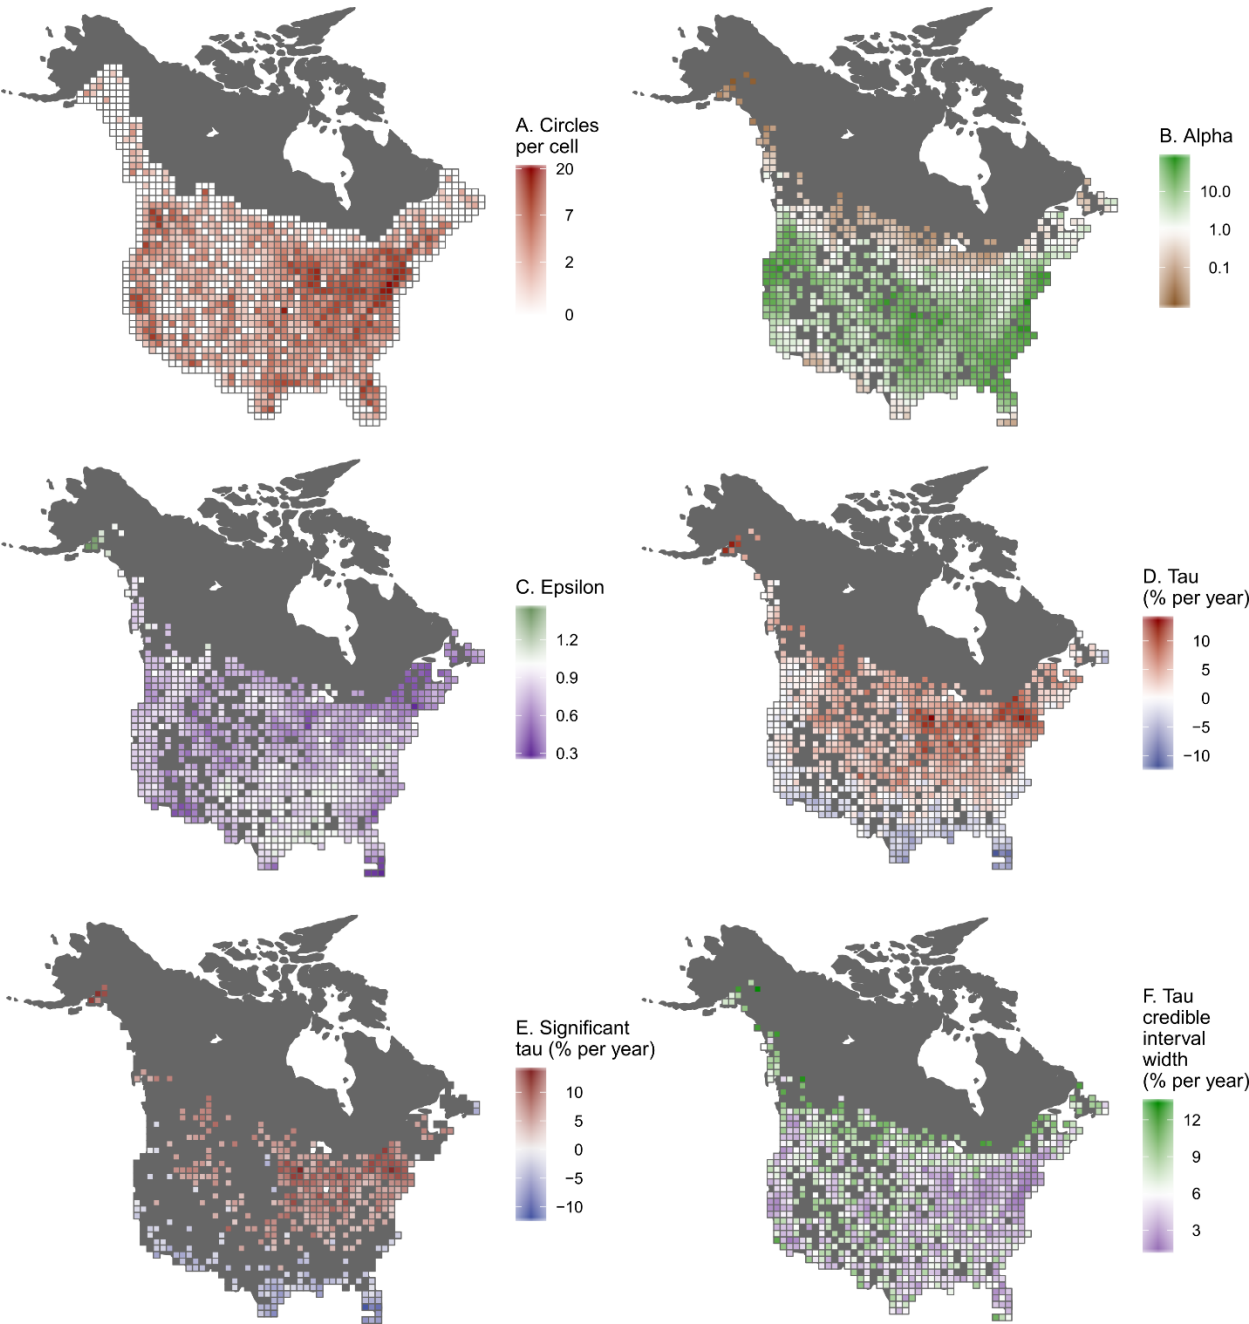 A. Circles
per cell
20
7
2
0
B. Alpha
10.0
1.0
0.1
C. Epsilon
1.2
0.9
0.6
0.3
D. Tau
(% per year)
10
5
0
−5
−10
E. Significant
tau (% per year)
10
5
0
−5
−10
F. Tau
credible
interval
width
(% per year)
12
9
6
3